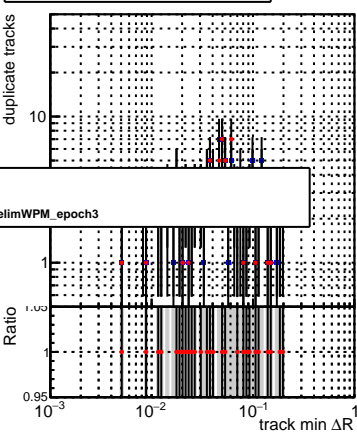 duplicate tracks
10
elimWPM_epoch3
1
Ratio
1.05
1
0.95
10⁻³
10⁻²
10⁻¹
1
track min ΔR